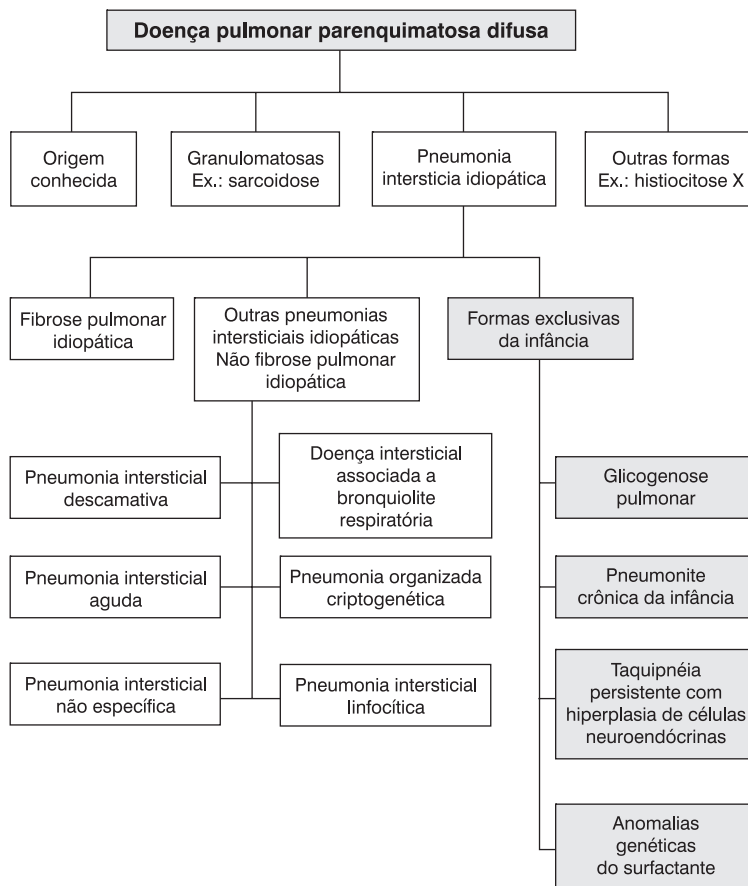 Doença pulmonar parenquimatosa difusa
Origem
conhecida
Granulomatosas
Ex.: sarcoidose
Pneumonia
intersticia idiopática
Outras formas
Ex.: histiocitose X
Fibrose pulmonar
idiopática
Outras pneumonias
intersticiais idiopáticas
Não fibrose pulmonar
idiopática
Formas exclusivas
da infância
Pneumonia intersticial
descamativa
Doença intersticial
associada a
bronquiolite
respiratória
Glicogenose
pulmonar
Pneumonia intersticial
aguda
Pneumonia organizada
criptogenética
Pneumonite
crônica da infância
Pneumonia intersticial
não específica
Pneumonia intersticial
linfocítica
Taquipnéia
persistente com
hiperplasia de células
neuroendócrinas
Anomalias
genéticas
do surfactante